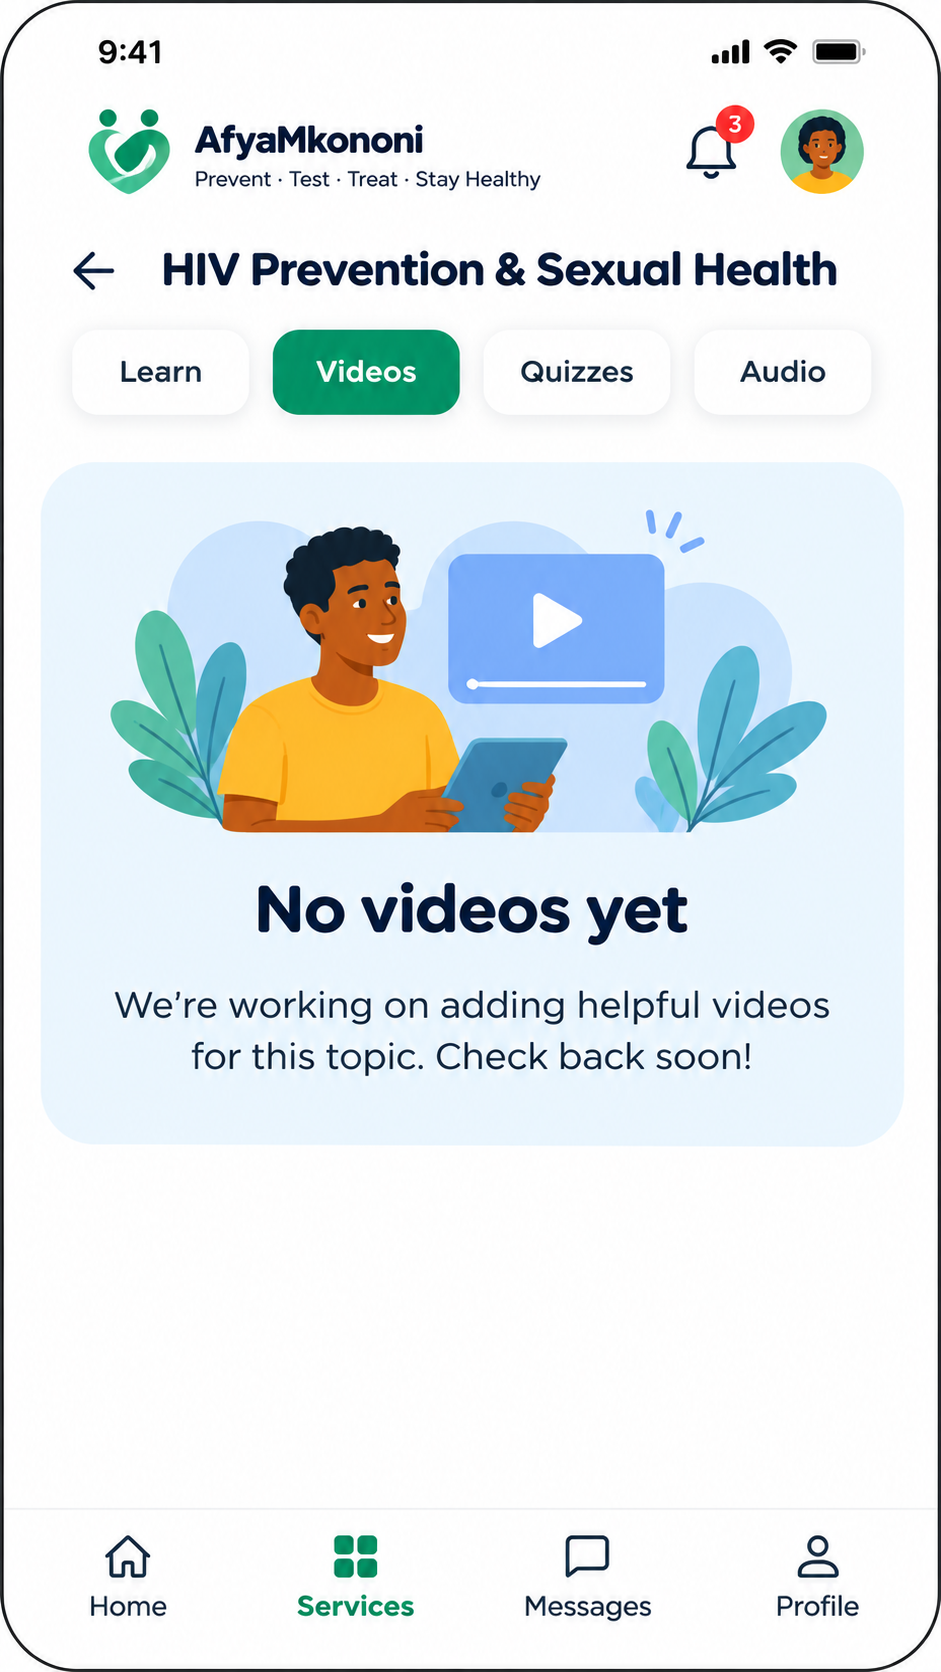 9:41
AfyaMkononi
3
Prevent · Test · Treat · Stay Healthy
HIV Prevention & Sexual Health
Learn
Videos
Quizzes
Audio
No videos yet
We're working on adding helpful videos
for this topic. Check back soon!
Home
Services
Messages
Profile